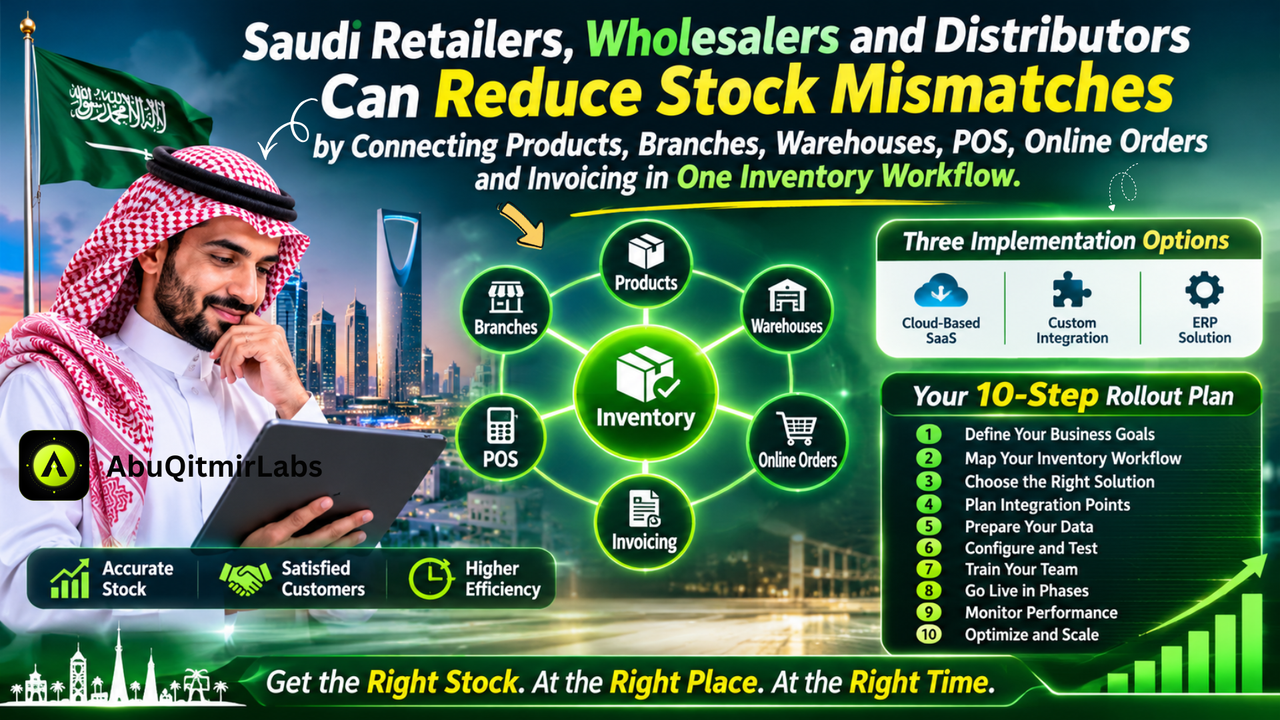 Saudi Retailers, Wholesalers and Distributors
Can Reduce Stock Mismatches
by Connecting Products, Branches, Warehouses, POS, Online Orders
and Invoicing in One Inventory Workflow.
Products
Branches
Warehouses
Inventory
POS
Online Orders
Invoicing
Three Implementation Options
Cloud-Based
SaaS
Custom
Integration
ERP
Solution
Your 10-Step Rollout Plan
1 Define Your Business Goals
2 Map Your Inventory Workflow
3 Choose the Right Solution
4 Plan Integration Points
5 Prepare Your Data
6 Configure and Test
7 Train Your Team
8 Go Live in Phases
9 Monitor Performance
10 Optimize and Scale
AbuQitmirLabs
Accurate
Stock
Satisfied
Customers
Higher
Efficiency
Get the Right Stock. At the Right Place. At the Right Time.